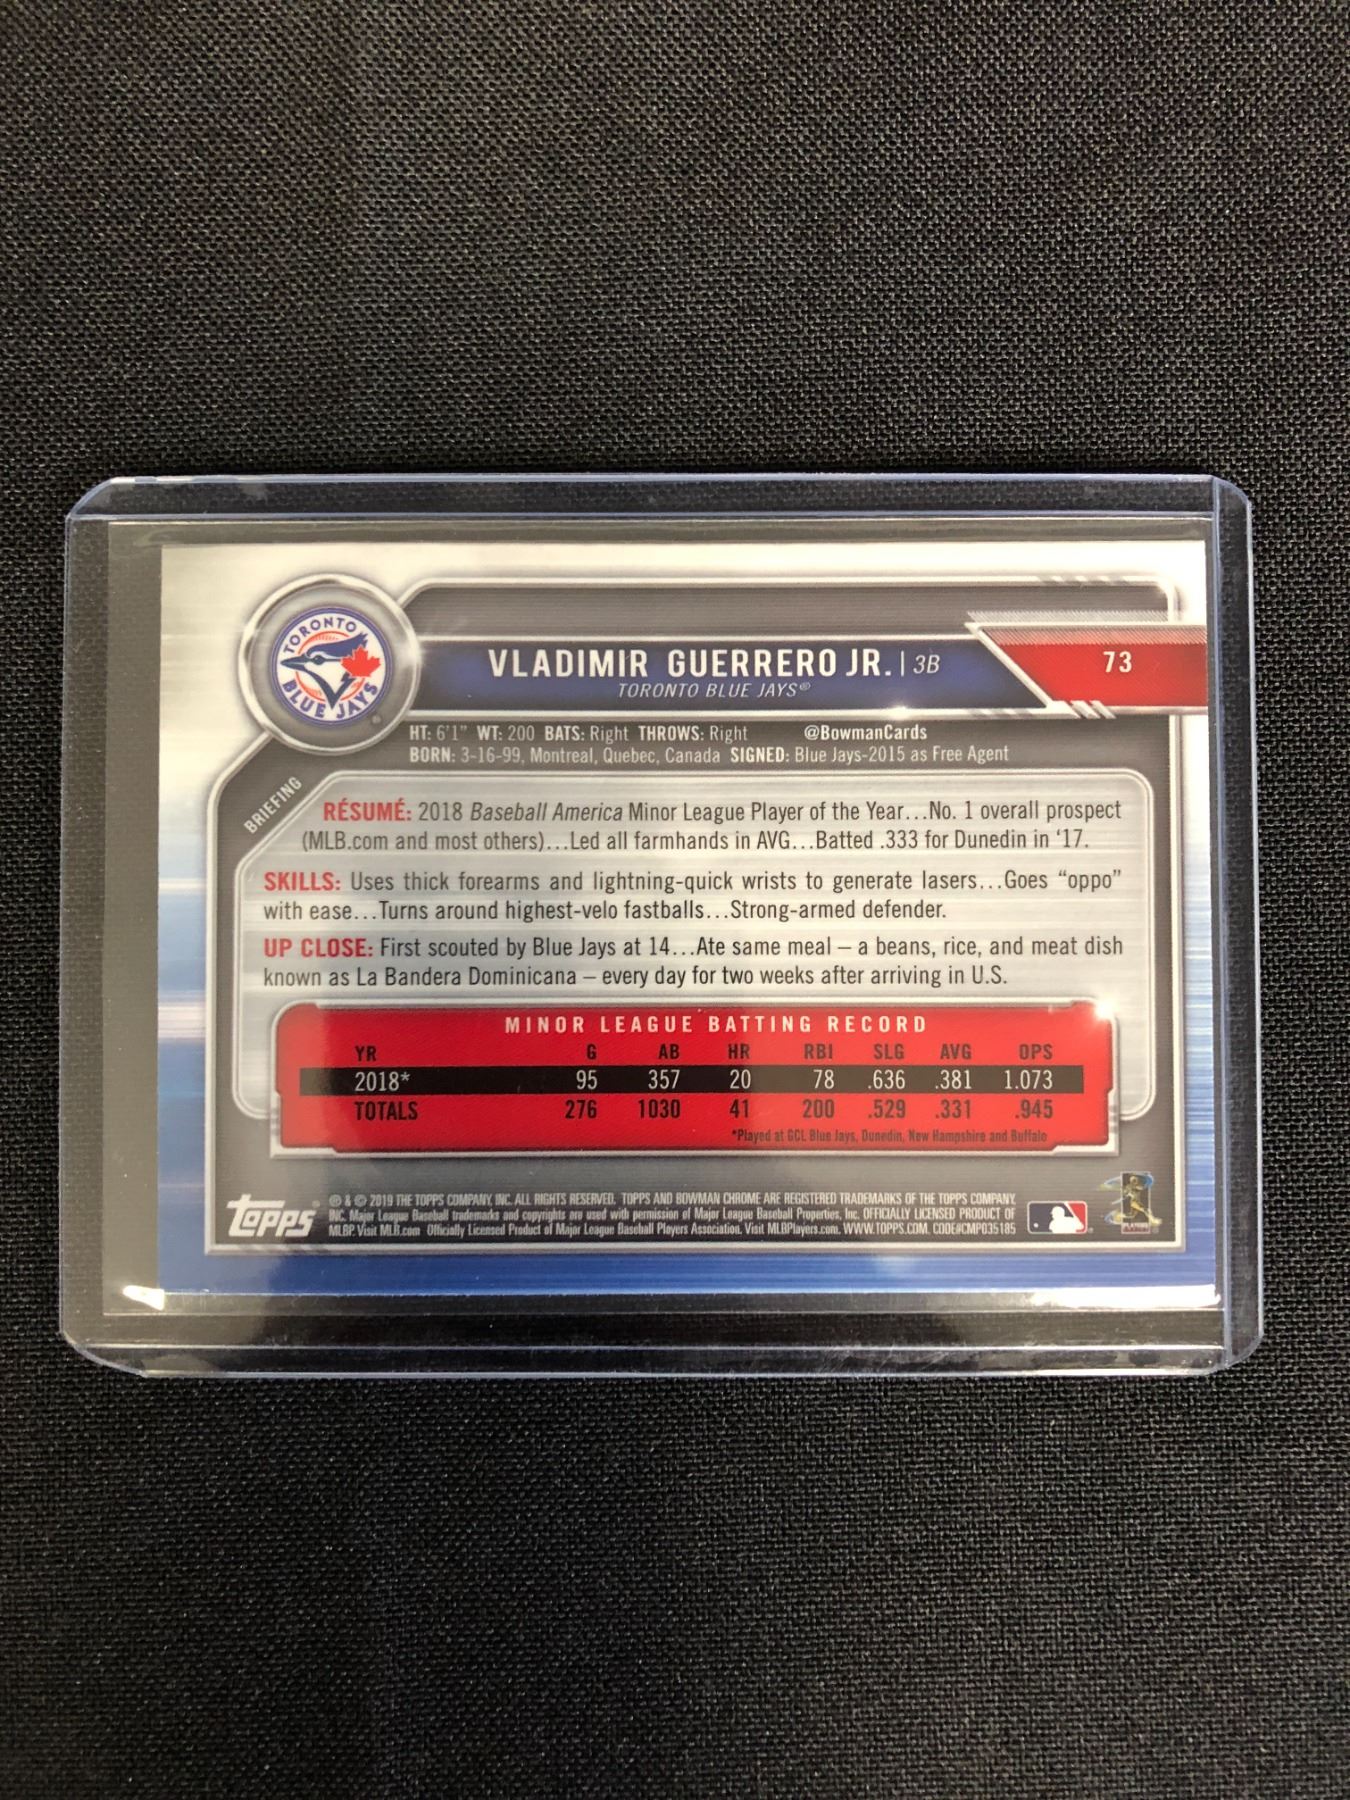 TORONTO
BLUE JAYS
VLADIMIR GUERRERO JR. | 3B
TORONTO BLUE JAYS®
73
HT: 6'1" WT: 200 BATS: Right THROWS: Right @BowmanCards
BORN: 3-16-99, Montreal, Quebec, Canada SIGNED: Blue Jays-2015 as Free Agent
BRIEFING
RÉSUMÉ: 2018 Baseball America Minor League Player of the Year...No. 1 overall prospect
(MLB.com and most others)...Led all farmhands in AVG...Batted .333 for Dunedin in '17.
SKILLS: Uses thick forearms and lightning-quick wrists to generate lasers...Goes "oppo"
with ease...Turns around highest-velo fastballs...Strong-armed defender.
UP CLOSE: First scouted by Blue Jays at 14...Ate same meal – a beans, rice, and meat dish
known as La Bandera Dominicana – every day for two weeks after arriving in U.S.
MINOR LEAGUE BATTING RECORD
YR G AB HR RBI SLG AVG OPS
2018* 95 357 20 78 .636 .381 1.073
TOTALS 276 1030 41 200 .529 .331 .945
*Played at GCL Blue Jays, Dunedin, New Hampshire and Buffalo
topps®
® & © 2019 THE TOPPS COMPANY, INC. ALL RIGHTS RESERVED. TOPPS AND BOWMAN CHROME ARE REGISTERED TRADEMARKS OF THE TOPPS COMPANY,
INC. Major League Baseball trademarks and copyrights are used with permission of Major League Baseball Properties, Inc. OFFICIALLY LICENSED PRODUCT OF
MLBP. Visit MLB.com Officially Licensed Product of Major League Baseball Players Association. Visit MLBPlayers.com. WWW.TOPPS.COM. CODE#CMP035185